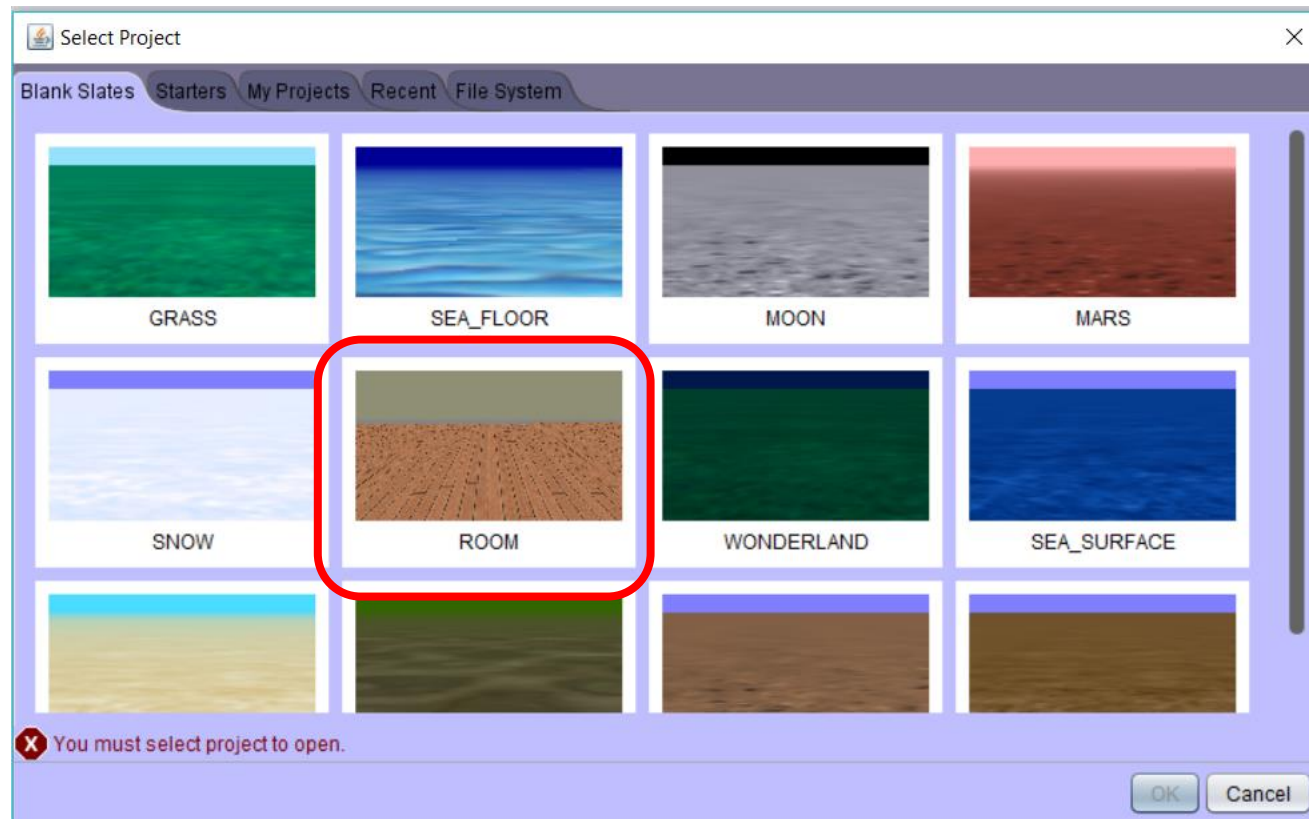 Select Project
Blank Slates Starters My Projects Recent File System
GRASS SEA_FLOOR MOON MARS
SNOW ROOM WONDERLAND SEA_SURFACE
X You must select project to open.
OK Cancel